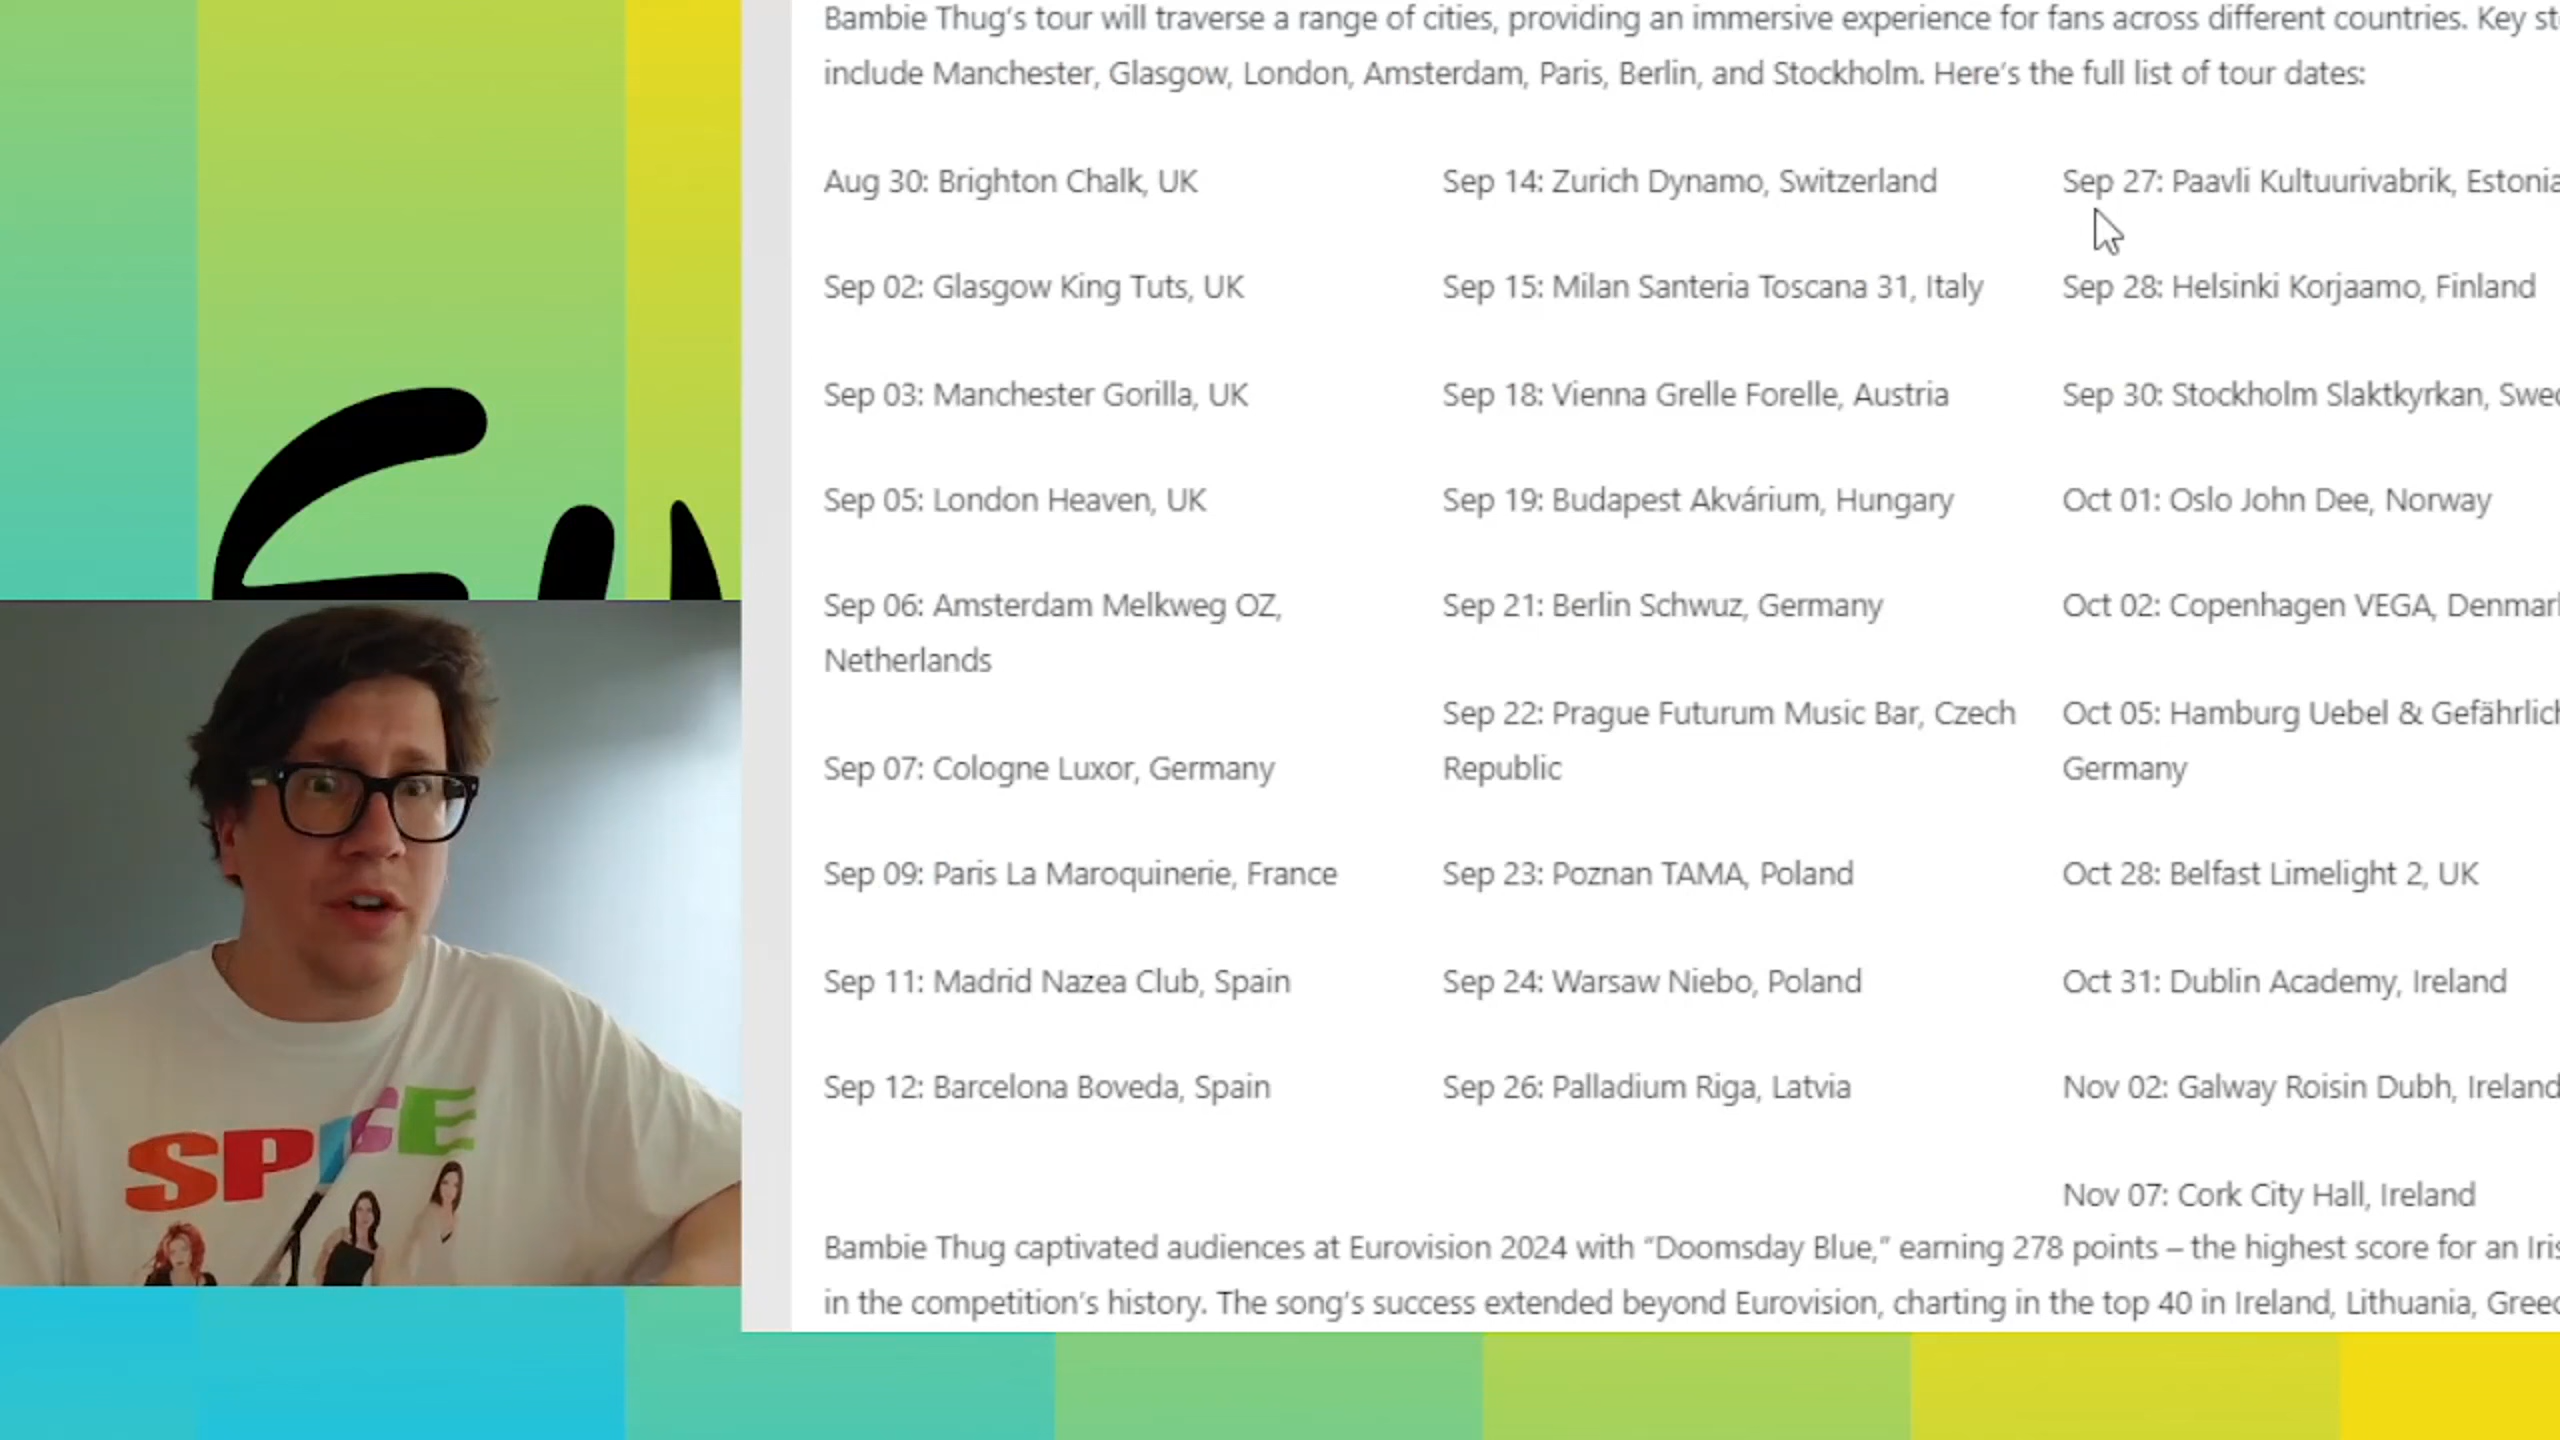 Bambie Thug's tour will traverse a range of cities, providing an immersive experience for fans across different countries. Key
include Manchester, Glasgow, London, Amsterdam, Paris, Berlin, and Stockholm. Here's the full list of tour dates:
Aug 30: Brighton Chalk, UK
Sep 02: Glasgow King Tuts, UK
Sep 03: Manchester Gorilla, UK
Sep 05: London Heaven, UK
Sep 06: Amsterdam Melkweg OZ,
Netherlands
Sep 07: Cologne Luxor, Germany
Sep 09: Paris La Maroquinerie, France
Sep 11: Madrid Nazea Club, Spain
Sep 12: Barcelona Boveda, Spain
Sep 14: Zurich Dynamo, Switzerland
Sep 15: Milan Santeria Toscana 31, Italy
Sep 18: Vienna Grelle Forelle, Austria
Sep 19: Budapest Akvárium, Hungary
Sep 21: Berlin Schwuz, Germany
Sep 22: Prague Futurum Music Bar, Czech
Republic
Sep 23: Poznan TAMA, Poland
Sep 24: Warsaw Niebo, Poland
Sep 26: Palladium Riga, Latvia
Sep 27: Paavli Kultuurivabrik, Estonia
Sep 28: Helsinki Korjaamo, Finland
Sep 30: Stockholm Slaktkyrkan,
Oct 01: Oslo John Dee, Norway
Oct 02: Copenhagen VEGA, Denmark
Oct 05: Hamburg Uebel & Gefährlich
Germany
Oct 28: Belfast Limelight 2, UK
Oct 31: Dublin Academy, Ireland
Nov 02: Galway Roisin Dubh, Ireland
Nov 07: Cork City Hall, Ireland
Bambie Thug captivated audiences at Eurovision 2024 with “Doomsday Blue,” earning 278 points – the highest score for an
in the competition's history. The song's success extended beyond Eurovision, charting in the top 40 in Ireland, Lithuania,
SPICE